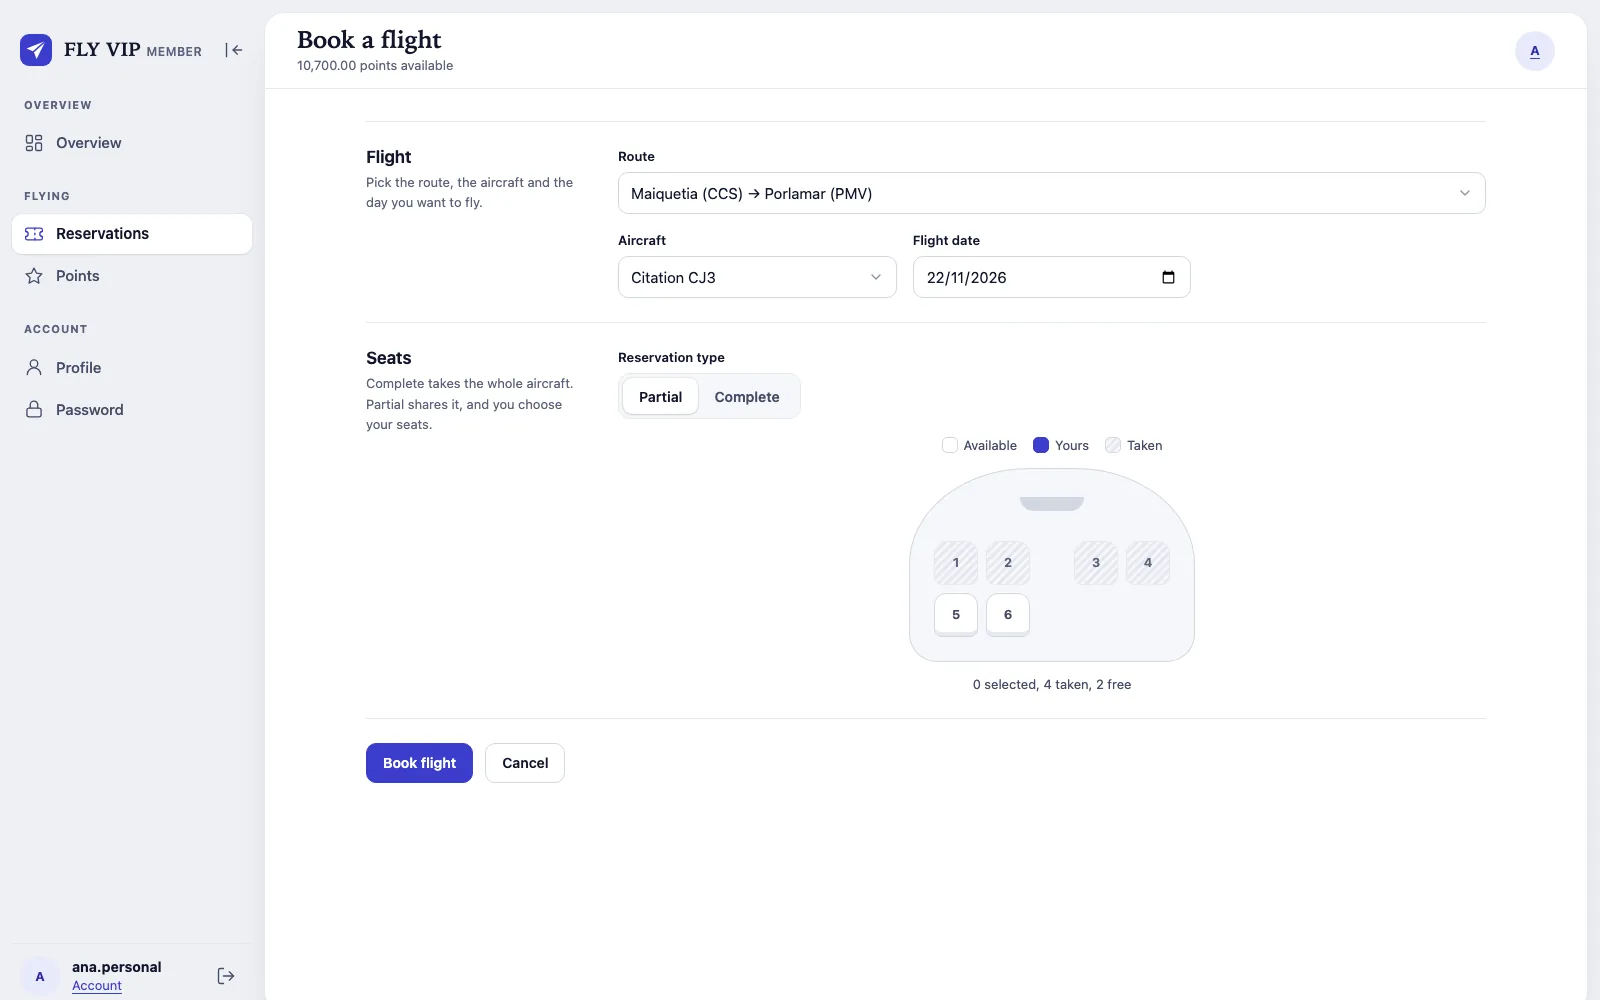 FLY VIP MEMBER
OVERVIEW
Overview
FLYING
Reservations
Points
ACCOUNT
Profile
Password
A
ana.personal
Account
Book a flight
10,700.00 points available
A
Flight
Pick the route, the aircraft and the
day you want to fly.
Route
Maiquetia (CCS) → Porlamar (PMV)
Aircraft
Flight date
Citation CJ3
22/11/2026
Seats
Complete takes the whole aircraft.
Partial shares it, and you choose
your seats.
Reservation type
Partial Complete
Available Yours Taken
1 2 3 4
5 6
0 selected, 4 taken, 2 free
Book flight Cancel